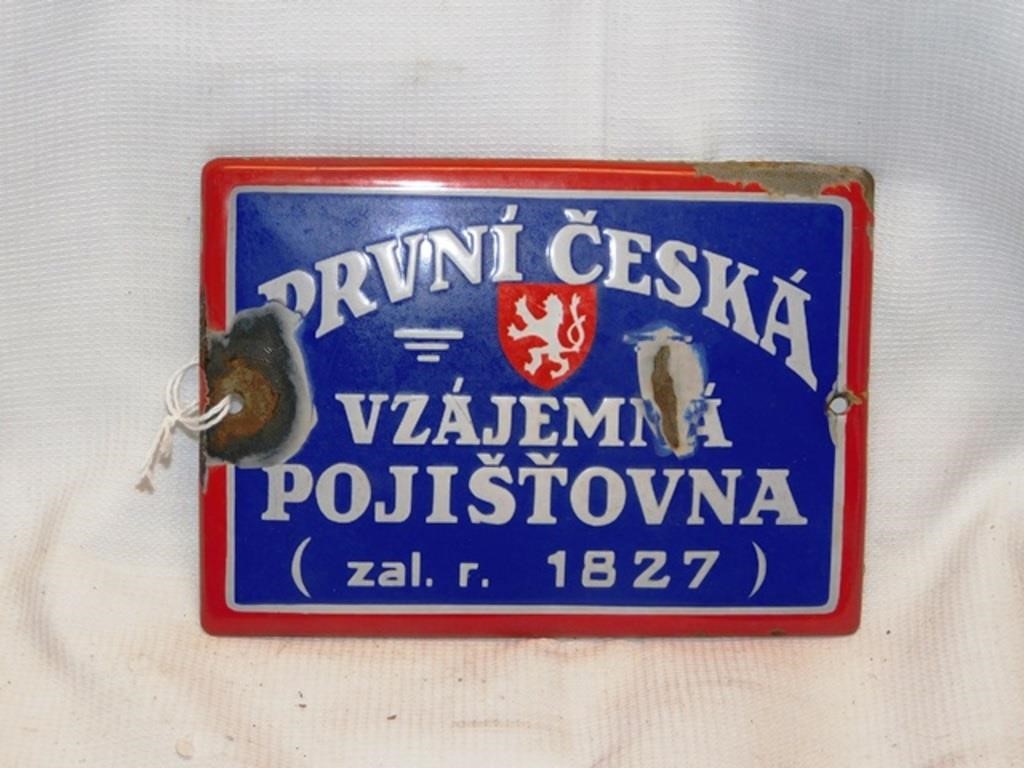 PRVNÍ ČESKÁ
VZÁJEMNÁ
POJIŠŤOVNA
( zal. r. 1827 )